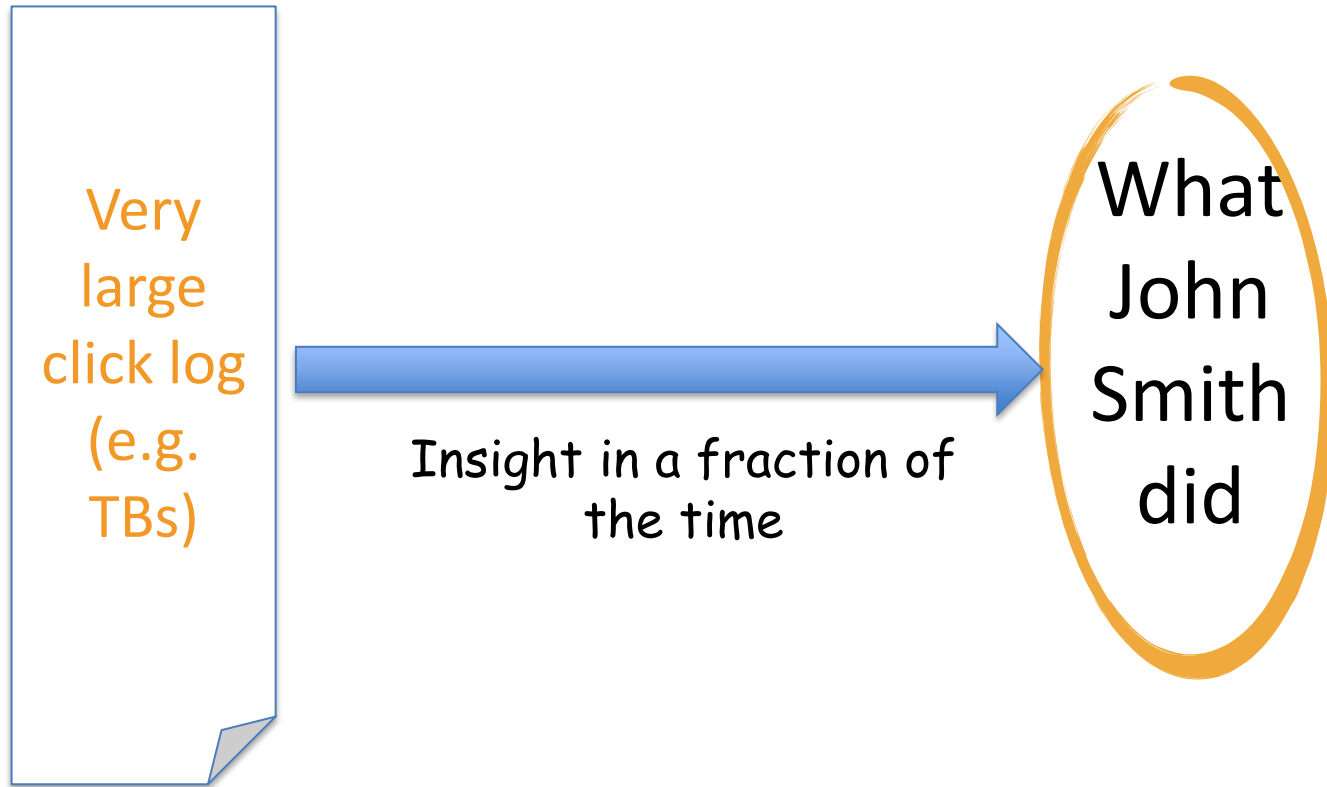 Very
large
click log
(e.g.
TBs)
Insight in a fraction of
the time
What
John
Smith
did